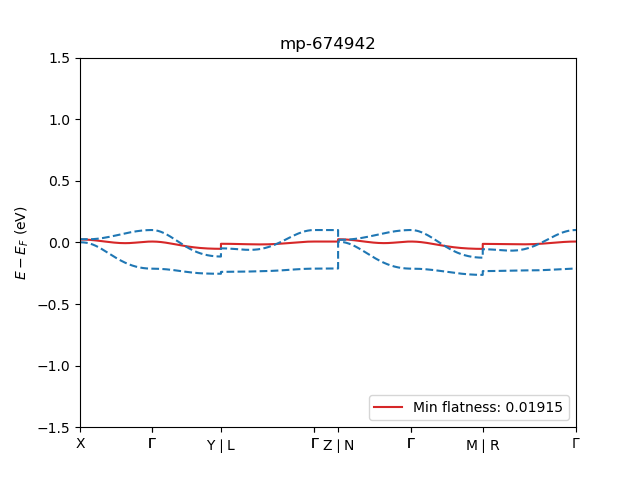 mp-674942
E − E_F (eV)
1.5
1.0
0.5
0.0
−0.5
−1.0
−1.5
Min flatness: 0.01915
X Γ Y | L Γ Z | N Γ M | R Γ